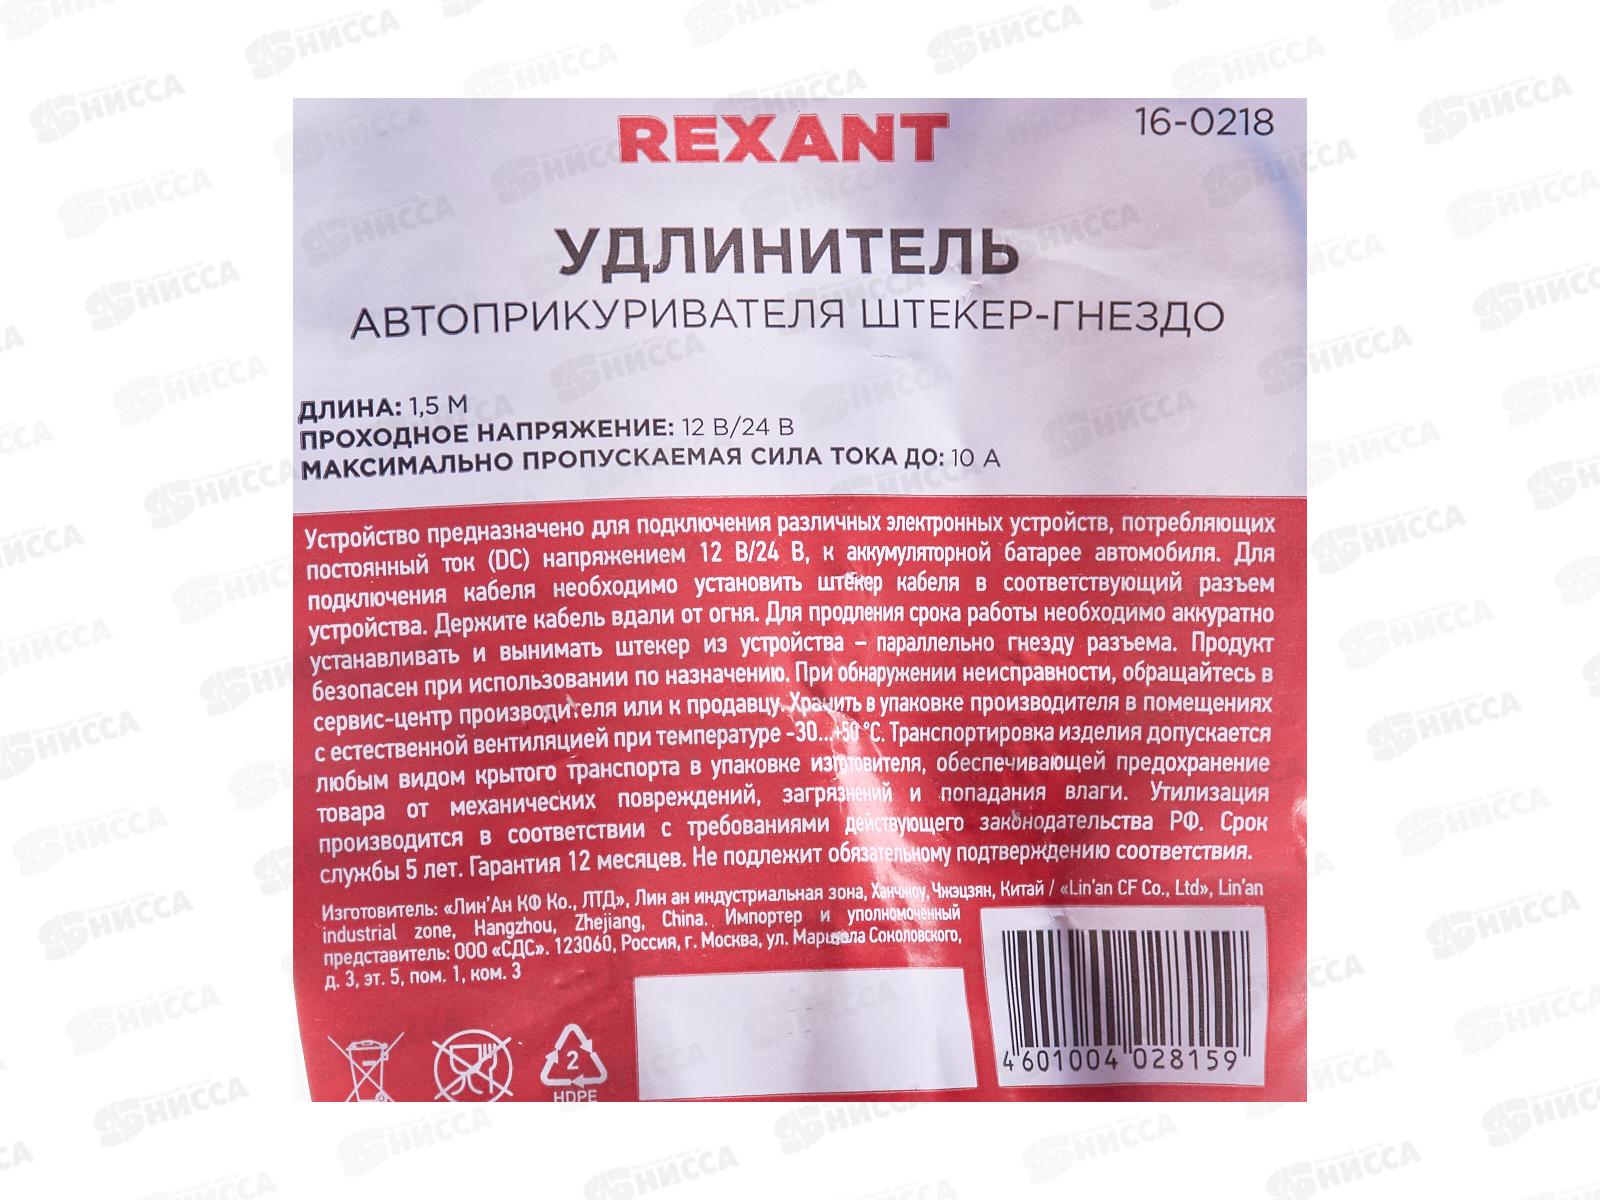 REXANT
16-0218
УДЛИНИТЕЛЬ
АВТОПРИКУРИВАТЕЛЯ ШТЕКЕР-ГНЕЗДО
ДЛИНА: 1,5 М
ПРОХОДНОЕ НАПРЯЖЕНИЕ: 12 В/24 В
МАКСИМАЛЬНО ПРОПУСКАЕМАЯ СИЛА ТОКА ДО: 10 А
Устройство предназначено для подключения различных электронных устройств, потребляющих
постоянный ток (DC) напряжением 12 В/24 В, к аккумуляторной батарее автомобиля. Для
подключения кабеля необходимо установить штекер кабеля в соответствующий разъем
устройства. Держите кабель вдали от огня. Для продления срока работы необходимо аккуратно
устанавливать и вынимать штекер из устройства – параллельно гнезду разъема. Продукт
безопасен при использовании по назначению. При обнаружении неисправности, обращайтесь в
сервис-центр производителя или к продавцу. Хранить в упаковке производителя в помещениях
с естественной вентиляцией при температуре -30...+50 °С. Транспортировка изделия допускается
любым видом крытого транспорта в упаковке изготовителя, обеспечивающей предохранение
товара от механических повреждений, загрязнений и попадания влаги. Утилизация
производится в соответствии с требованиями действующего законодательства РФ. Срок
службы 5 лет. Гарантия 12 месяцев. Не подлежит обязательному подтверждению соответствия.
Изготовитель: «Лин'Ан КФ Ко., ЛТД», Лин ан индустриальная зона, Ханчжоу, Чжэцзян, Китай / «Lin'an CF Co., Ltd», Lin'an
industrial zone, Hangzhou, Zhejiang, China. Импортер и уполномоченный
представитель: ООО «СДС». 123060, Россия, г. Москва, ул. Маршала Соколовского,
д. 3, эт. 5, пом. 1, ком. 3
2
HDPE
4 601004 028159